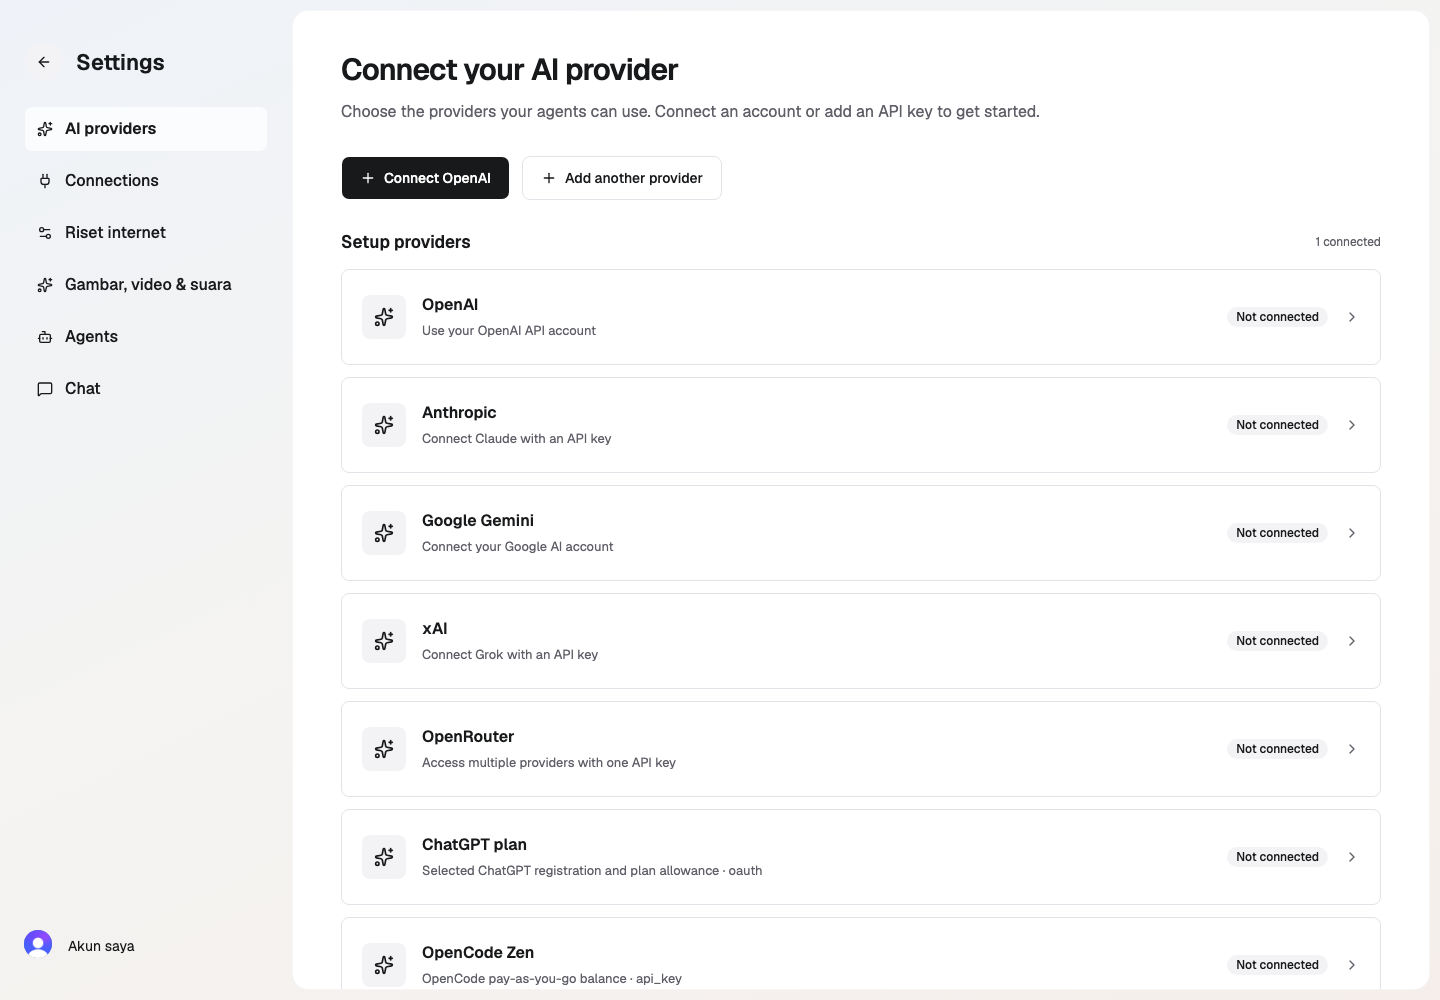 Settings
AI providers
Connections
Riset internet
Gambar, video & suara
Agents
Chat
Akun saya
Connect your AI provider
Choose the providers your agents can use. Connect an account or add an API key to get started.
Connect OpenAI
Add another provider
Setup providers
1 connected
OpenAI
Use your OpenAI API account
Not connected
Anthropic
Connect Claude with an API key
Not connected
Google Gemini
Connect your Google AI account
Not connected
xAI
Connect Grok with an API key
Not connected
OpenRouter
Access multiple providers with one API key
Not connected
ChatGPT plan
Selected ChatGPT registration and plan allowance · oauth
Not connected
OpenCode Zen
OpenCode pay-as-you-go balance · api_key
Not connected